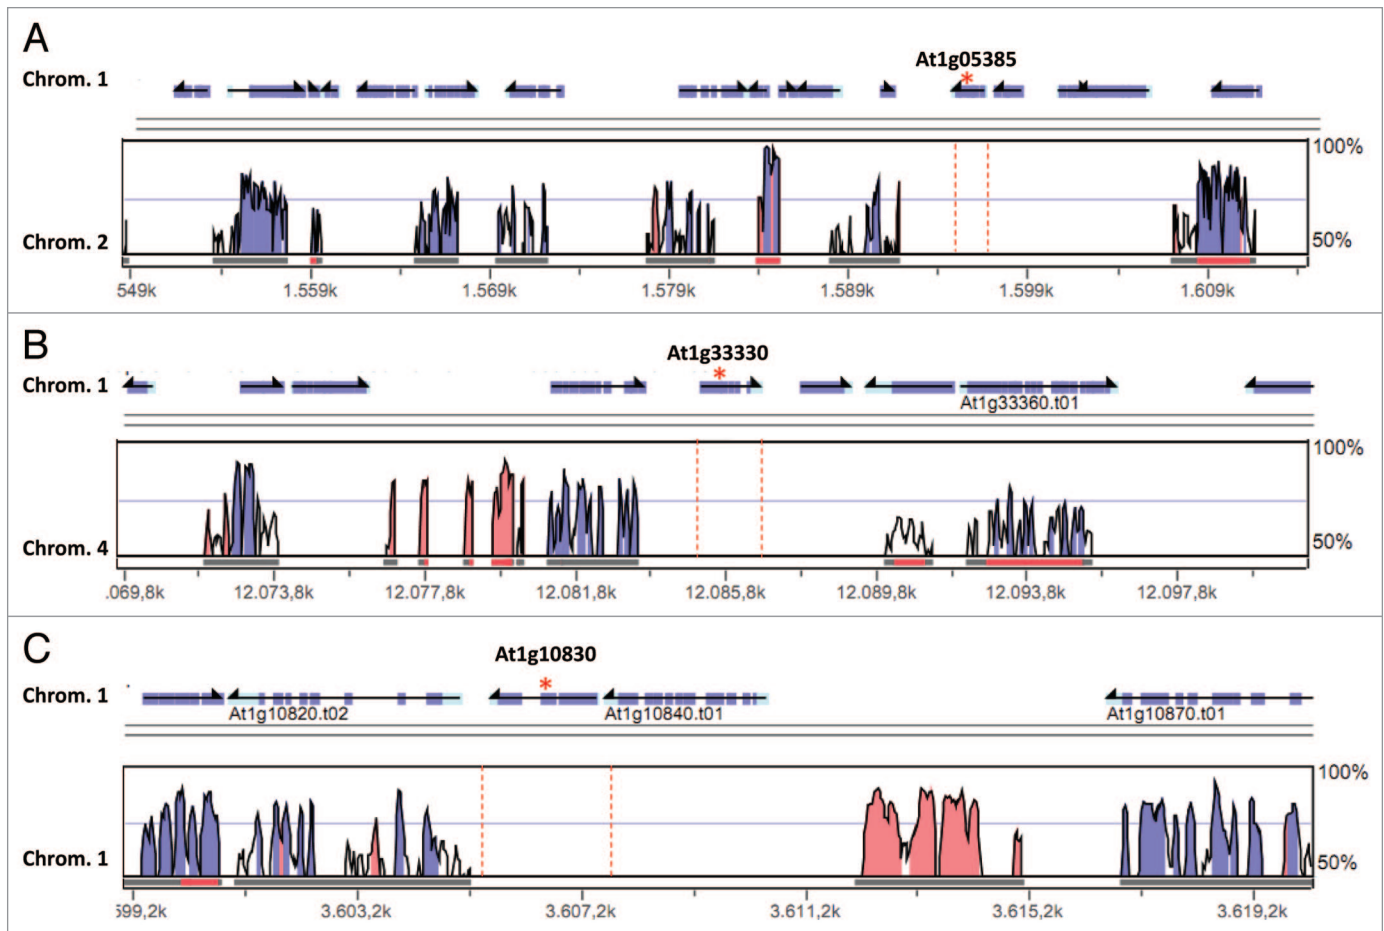 A
At1g05385
Chrom. 1
*
100%
Chrom. 2
50%
549k 1.559k 1.569k 1.579k 1.589k 1.599k 1.609k
B
At1g33330
*
Chrom. 1
At1g33360.t01
100%
Chrom. 4
50%
.069,8k 12.073,8k 12.077,8k 12.081,8k 12.085,8k 12.089,8k 12.093,8k 12.097,8k
C
At1g10830
*
Chrom. 1
At1g10820.t02 At1g10840.t01 At1g10870.t01
100%
Chrom. 1
50%
599,2k 3.603,2k 3.607,2k 3.611,2k 3.615,2k 3.619,2k